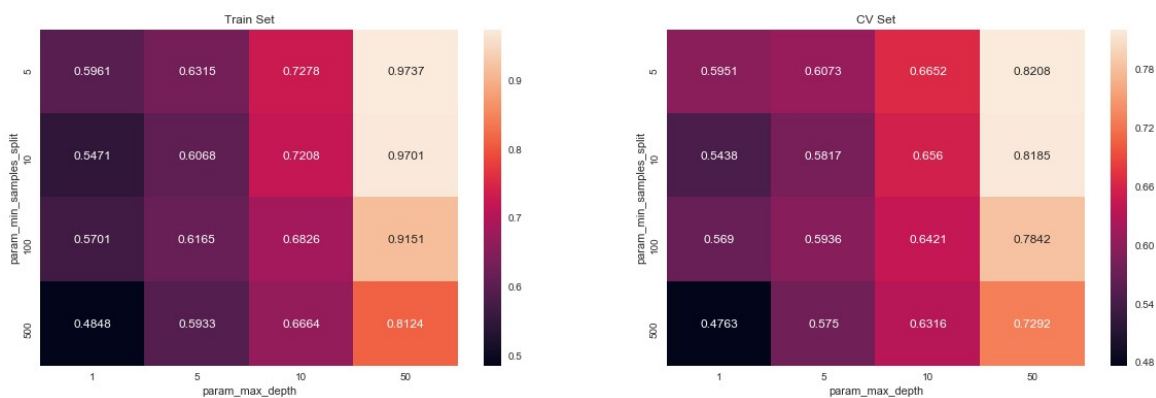 Train Set
0.5961 0.6315 0.7278 0.9737
0.5471 0.6068 0.7208 0.9701
0.5701 0.6165 0.6826 0.9151
0.4848 0.5933 0.6664 0.8124
5
10
100
500
param_min_samples_split
1 5 10 50
param_max_depth
0.9
0.8
0.7
0.6
0.5
CV Set
0.5951 0.6073 0.6652 0.8208
0.5438 0.5817 0.656 0.8185
0.569 0.5936 0.6421 0.7842
0.4763 0.575 0.6316 0.7292
5
10
100
500
param_min_samples_split
1 5 10 50
param_max_depth
0.78
0.72
0.66
0.60
0.54
0.48